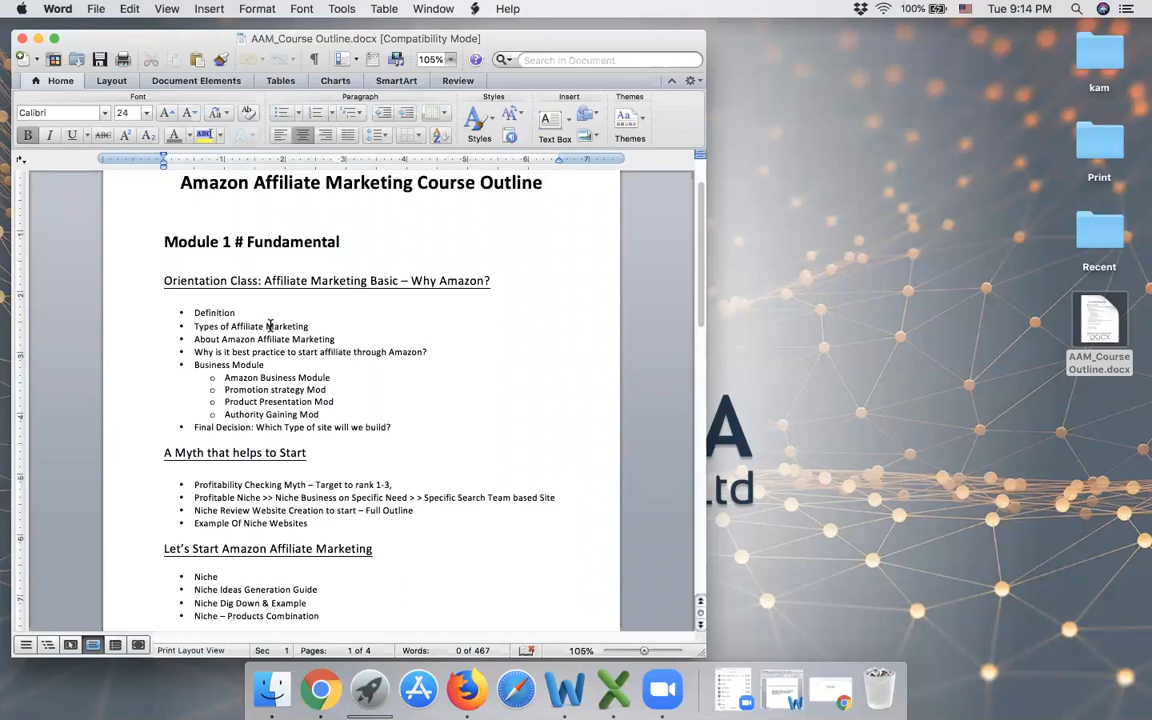 Word File Edit View Insert Format Font Tools Table Window Help 100% Tue 9:14 PM
AAM_Course Outline.docx [Compatibility Mode]
105% Search in Document
Home Layout Document Elements Tables Charts SmartArt Review
Font Paragraph Styles Insert Themes
Calibri 24 Styles Text Box Themes
Amazon Affiliate Marketing Course Outline
Module 1 # Fundamental
Orientation Class: Affiliate Marketing Basic – Why Amazon?
• Definition
• Types of Affiliate Marketing
• About Amazon Affiliate Marketing
• Why is it best practice to start affiliate through Amazon?
• Business Module
o Amazon Business Module
o Promotion strategy Mod
o Product Presentation Mod
o Authority Gaining Mod
• Final Decision: Which Type of site will we build?
A Myth that helps to Start
• Profitability Checking Myth – Target to rank 1-3,
• Profitable Niche >> Niche Business on Specific Need > > Specific Search Team based Site
• Niche Review Website Creation to start – Full Outline
• Example Of Niche Websites
Let's Start Amazon Affiliate Marketing
• Niche
• Niche Ideas Generation Guide
• Niche Dig Down & Example
• Niche – Products Combination
Print Layout View Sec 1 Pages: 1 of 4 Words: 0 of 467 105%
kam
Print
Recent
AAM_Course
Outline.docx
A
Ltd